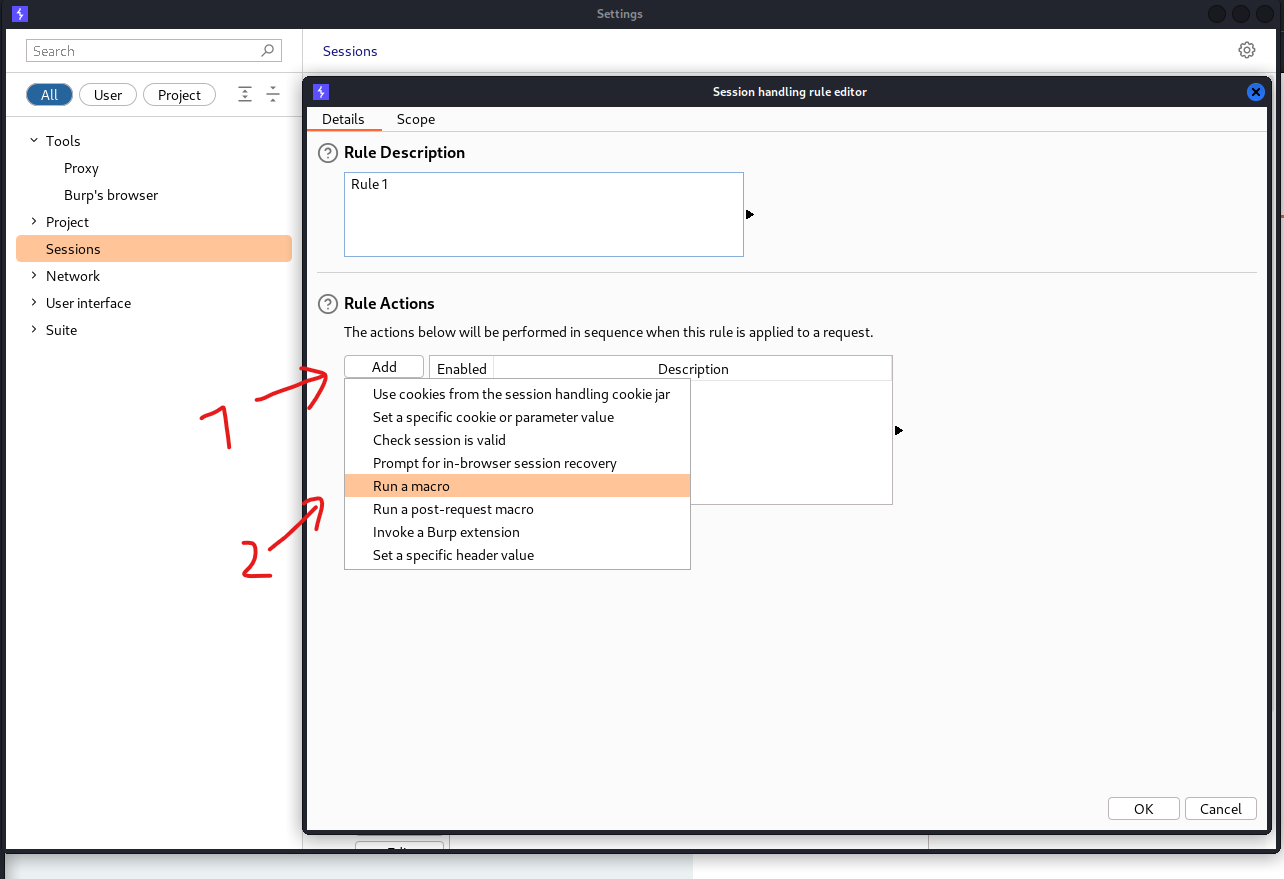 Settings
Search
Sessions
All
User
Project
Session handling rule editor
Details
Scope
Tools
Proxy
Burp's browser
Project
Sessions
Network
User interface
Suite
? Rule Description
Rule 1
? Rule Actions
The actions below will be performed in sequence when this rule is applied to a request.
Add
Enabled
Description
Use cookies from the session handling cookie jar
Set a specific cookie or parameter value
Check session is valid
Prompt for in-browser session recovery
Run a macro
Run a post-request macro
Invoke a Burp extension
Set a specific header value
1
2
OK
Cancel